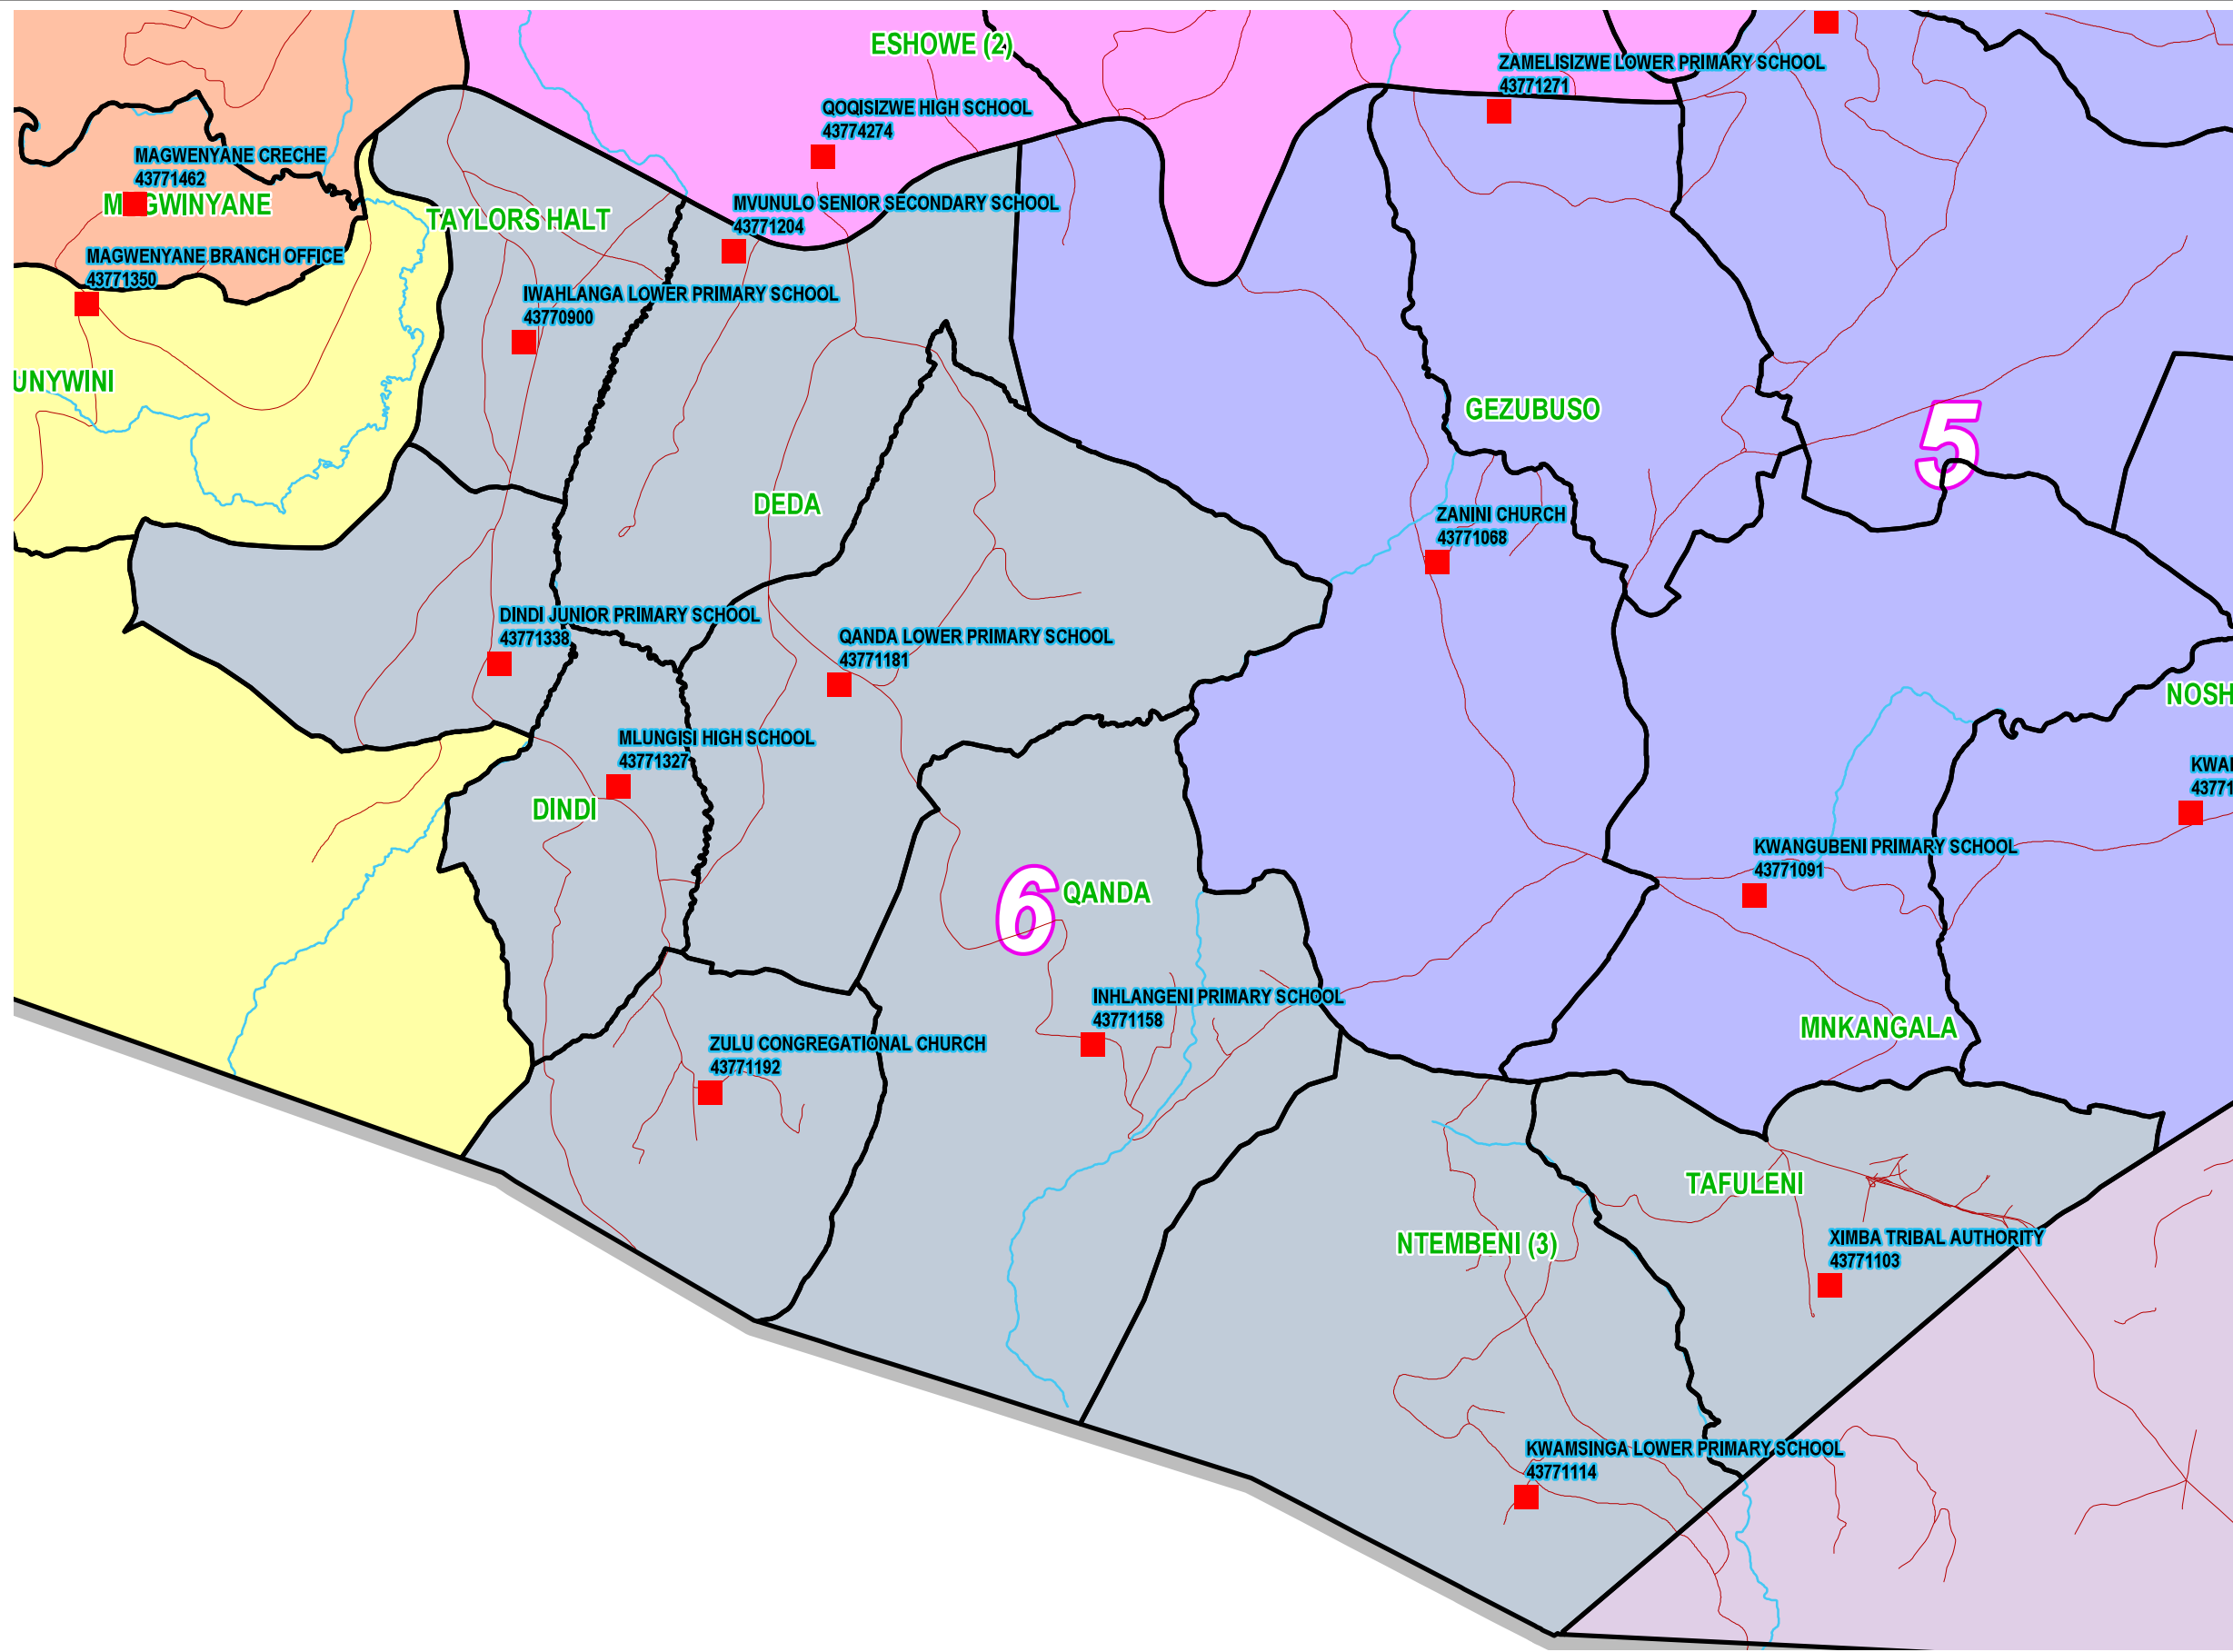 ESHOWE (2)
ZAMELISIZWE LOWER PRIMARY SCHOOL
43771271
QOQISIZWE HIGH SCHOOL
43774274
MAGWENYANE CRECHE
43771462
MAGWINYANE
TAYLORS HALT
MVUNULO SENIOR SECONDARY SCHOOL
43771204
MAGWENYANE BRANCH OFFICE
43771350
IWAHLANGA LOWER PRIMARY SCHOOL
43770900
UNYWINI
GEZUBUSO
5
DEDA
ZANINI CHURCH
43771068
DINDI JUNIOR PRIMARY SCHOOL
43771338
QANDA LOWER PRIMARY SCHOOL
43771181
NOSH
MLUNGISI HIGH SCHOOL
43771327
KWAN
43771
DINDI
KWANGUBENI PRIMARY SCHOOL
43771091
6
QANDA
INHLANGENI PRIMARY SCHOOL
43771158
MNKANGALA
ZULU CONGREGATIONAL CHURCH
43771192
TAFULENI
NTEMBENI (3)
XIMBA TRIBAL AUTHORITY
43771103
KWAMSINGA LOWER PRIMARY SCHOOL
43771114